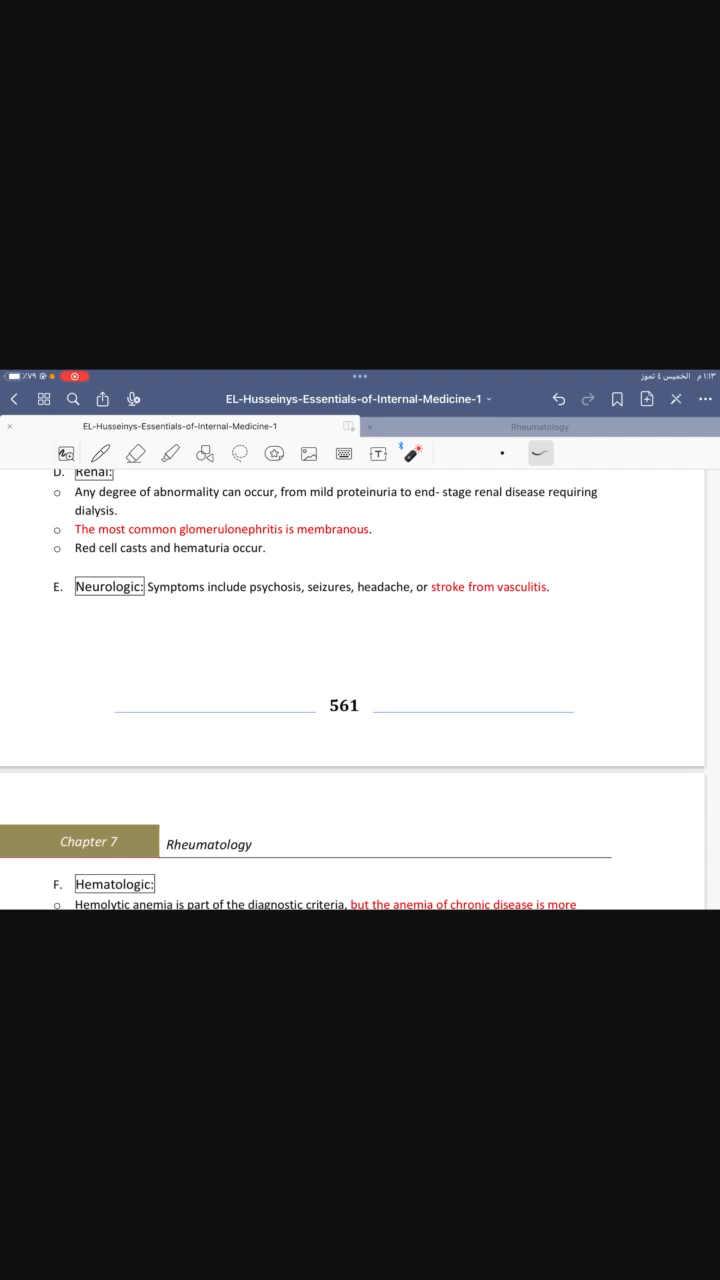 ٪٧٩
١:١٣ م الخميس ٤ تموز
EL-Husseinys-Essentials-of-Internal-Medicine-1
EL-Husseinys-Essentials-of-Internal-Medicine-1
Rheumatology
D. Renal:
o Any degree of abnormality can occur, from mild proteinuria to end- stage renal disease requiring
dialysis.
o The most common glomerulonephritis is membranous.
o Red cell casts and hematuria occur.
E. Neurologic: Symptoms include psychosis, seizures, headache, or stroke from vasculitis.
561
Chapter 7
Rheumatology
F. Hematologic:
o Hemolytic anemia is part of the diagnostic criteria, but the anemia of chronic disease is more